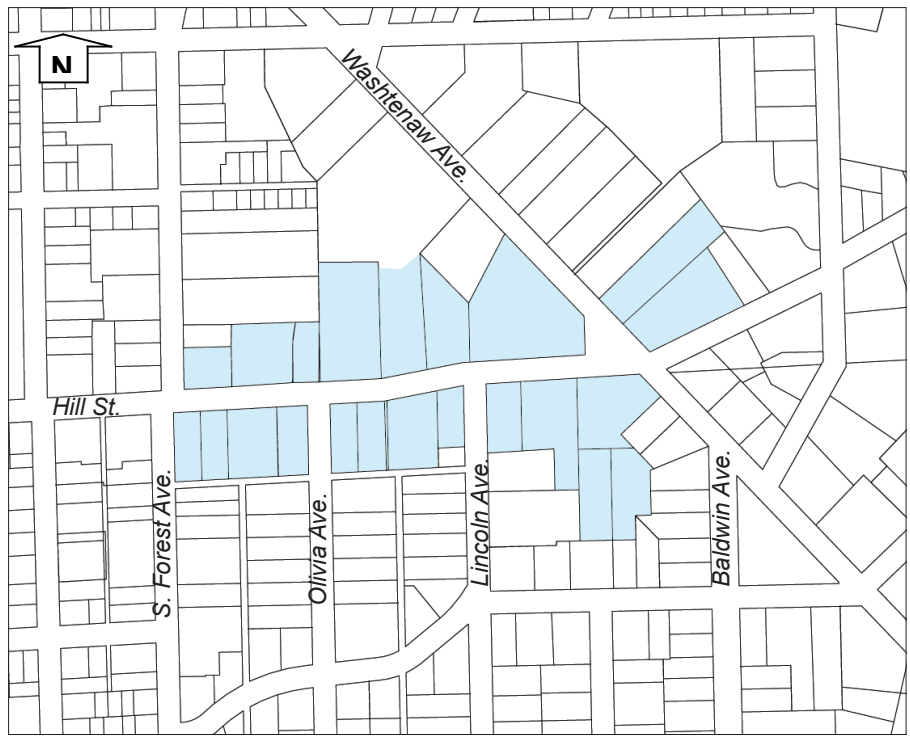 N
Washtenaw Ave.
Hill St.
S. Forest Ave.
Olivia Ave.
Lincoln Ave.
Baldwin Ave.